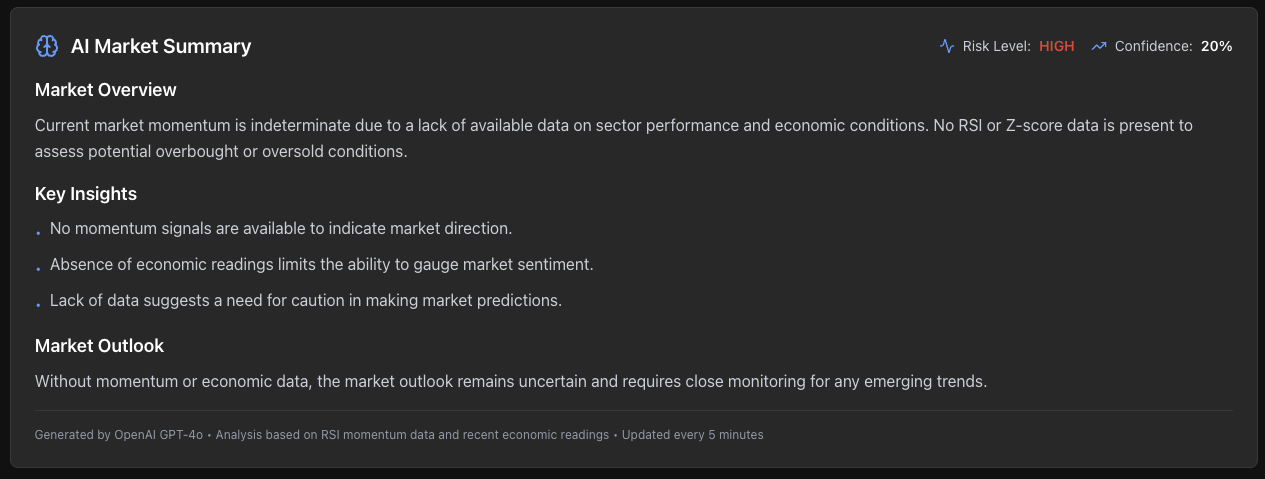 AI Market Summary
Risk Level: HIGH Confidence: 20%
Market Overview
Current market momentum is indeterminate due to a lack of available data on sector performance and economic conditions. No RSI or Z-score data is present to
assess potential overbought or oversold conditions.
Key Insights
• No momentum signals are available to indicate market direction.
• Absence of economic readings limits the ability to gauge market sentiment.
• Lack of data suggests a need for caution in making market predictions.
Market Outlook
Without momentum or economic data, the market outlook remains uncertain and requires close monitoring for any emerging trends.
Generated by OpenAI GPT-4o • Analysis based on RSI momentum data and recent economic readings • Updated every 5 minutes